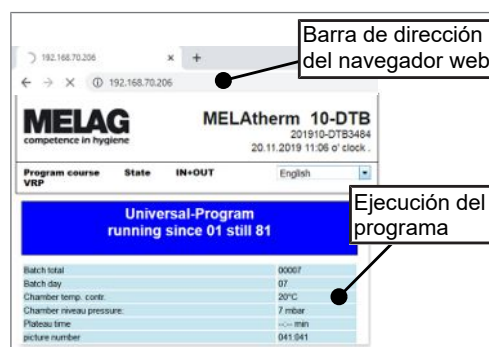 Barra de dirección
del navegador web
192.168.70.206
192.168.70.206
MELAG
competence in hygiene
MELAtherm 10-DTB
201910-DTB3484
20.11.2019 11:06 o' clock .
Program course State IN+OUT English
VRP
Universal-Program
running since 01 still 81
Ejecución del
programa
Batch total 00007
Batch day 07
Chamber temp. contr. 20°C
Chamber niveau pressure: 7 mbar
Plateau time --:-- min
picture number 041:041